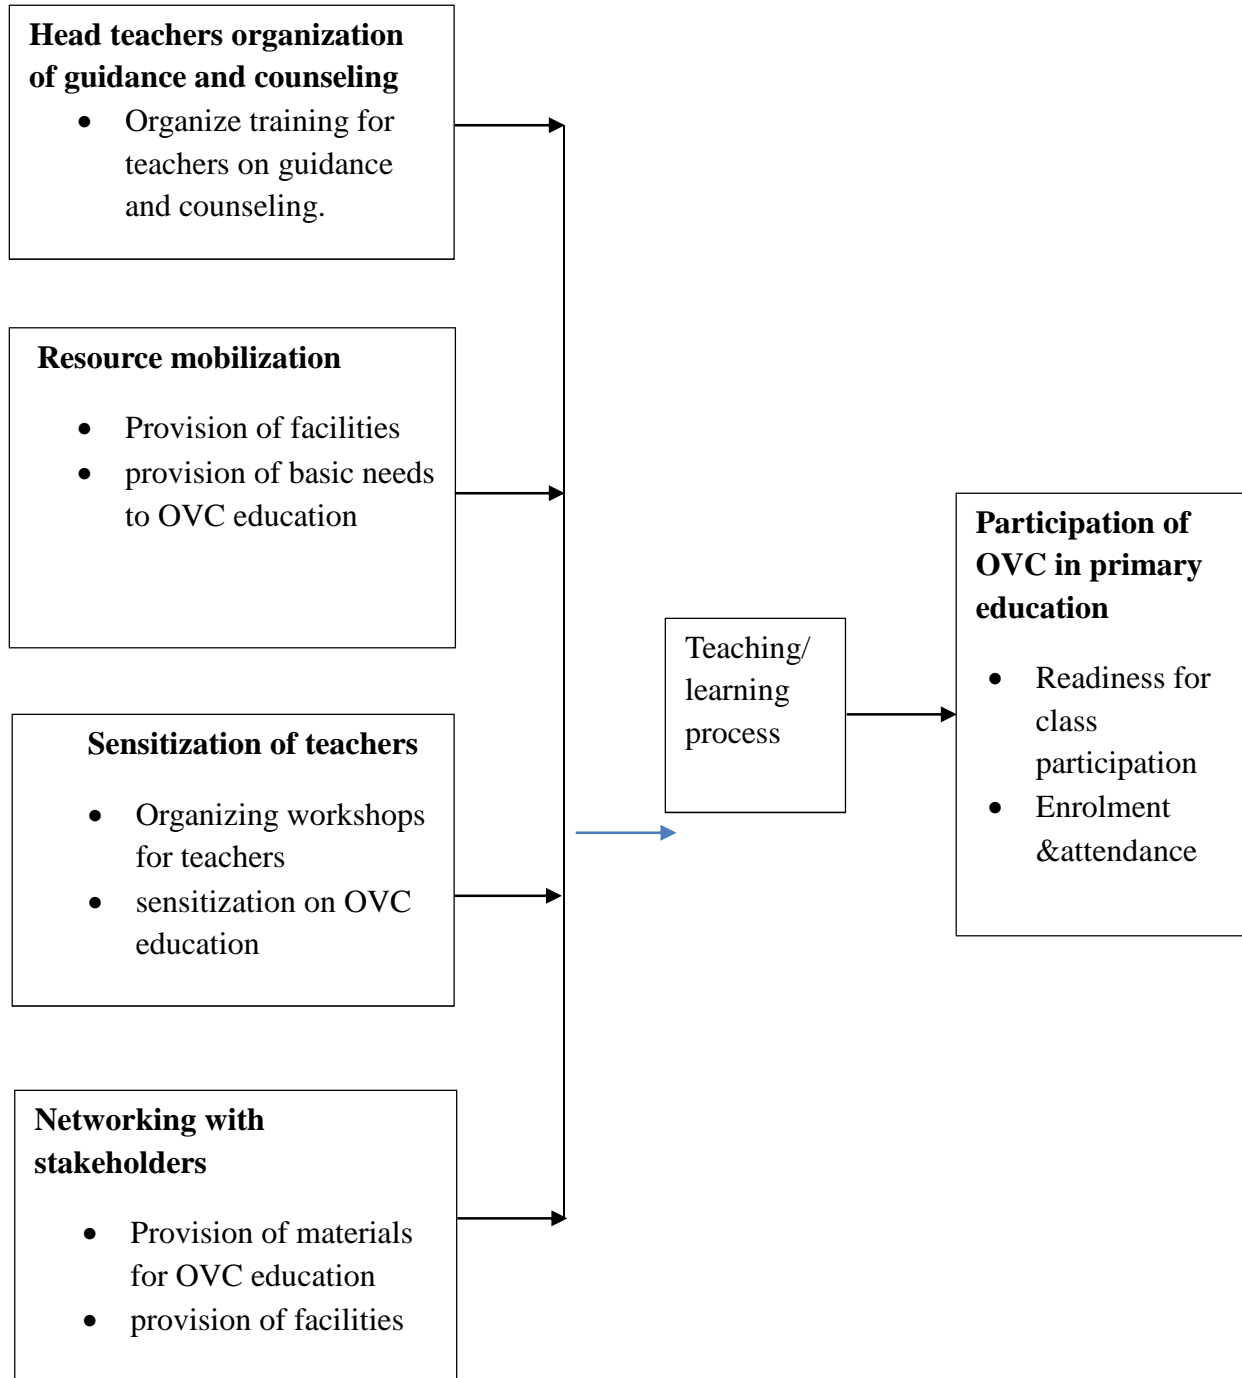 Head teachers organization
of guidance and counseling
• Organize training for
teachers on guidance
and counseling.
Resource mobilization
• Provision of facilities
• provision of basic needs
to OVC education
Sensitization of teachers
• Organizing workshops
for teachers
• sensitization on OVC
education
Networking with
stakeholders
• Provision of materials
for OVC education
• provision of facilities
Teaching/
learning
process
Participation of
OVC in primary
education
• Readiness for
class
participation
• Enrolment
&attendance